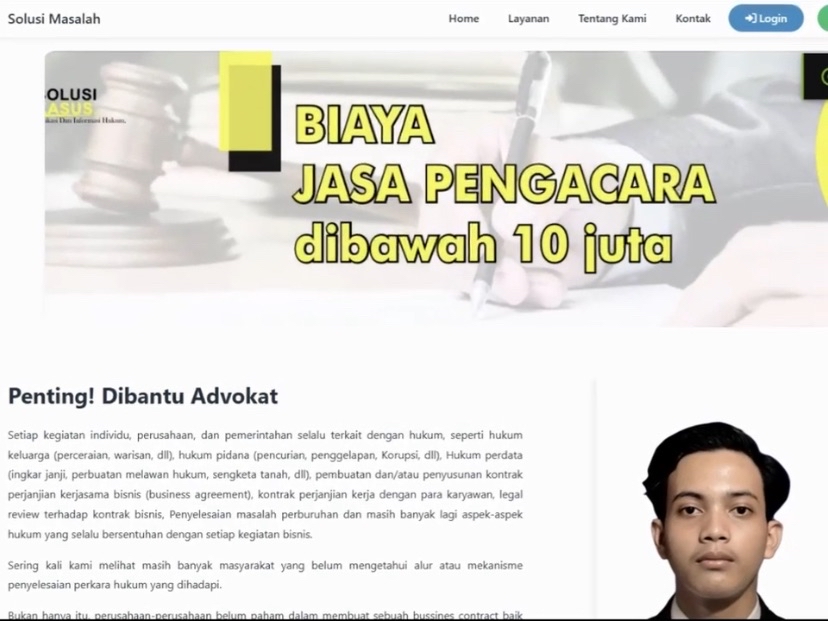 Solusi Masalah
Home
Layanan
Tentang Kami
Kontak
Login
OLUSI
ASUS
dan Informasi Hukum.
BIAYA
JASA PENGACARA
dibawah 10 juta
Penting! Dibantu Advokat
Setiap kegiatan individu, perusahaan, dan pemerintahan selalu terkait dengan hukum, seperti hukum
keluarga (perceraian, warisan, dll), hukum pidana (pencurian, penggelapan, Korupsi, dll), Hukum perdata
(ingkar janji, perbuatan melawan hukum, sengketa tanah, dll), pembuatan dan/atau penyusunan kontrak
perjanjian kerjasama bisnis (business agreement), kontrak perjanjian kerja dengan para karyawan, legal
review terhadap kontrak bisnis, Penyelesaian masalah perburuhan dan masih banyak lagi aspek-aspek
hukum yang selalu bersentuhan dengan setiap kegiatan bisnis.
Sering kali kami melihat masih banyak masyarakat yang belum mengetahui alur atau mekanisme
penyelesaian perkara hukum yang dihadapi.
Bukan hanya itu, perusahaan-perusahaan belum paham dalam membuat sebuah bussines contract baik